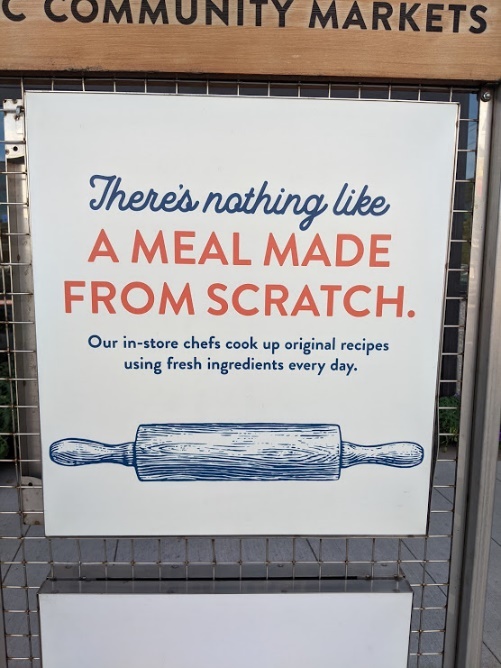 C COMMUNITY MARKETS
There's nothing like
A MEAL MADE
FROM SCRATCH.
Our in-store chefs cook up original recipes
using fresh ingredients every day.